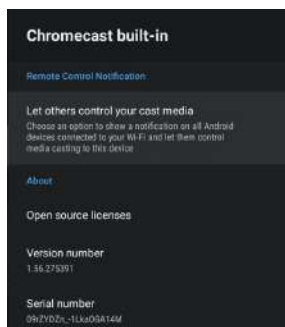 Chromecast built-in
Remote Control Notification
Let others control your cast media
Choose an option to show a notification on all Android
devices connected to your Wi-Fi and let them control
media casting to this device
About
Open source licenses
Version number
1.56.275391
Serial number